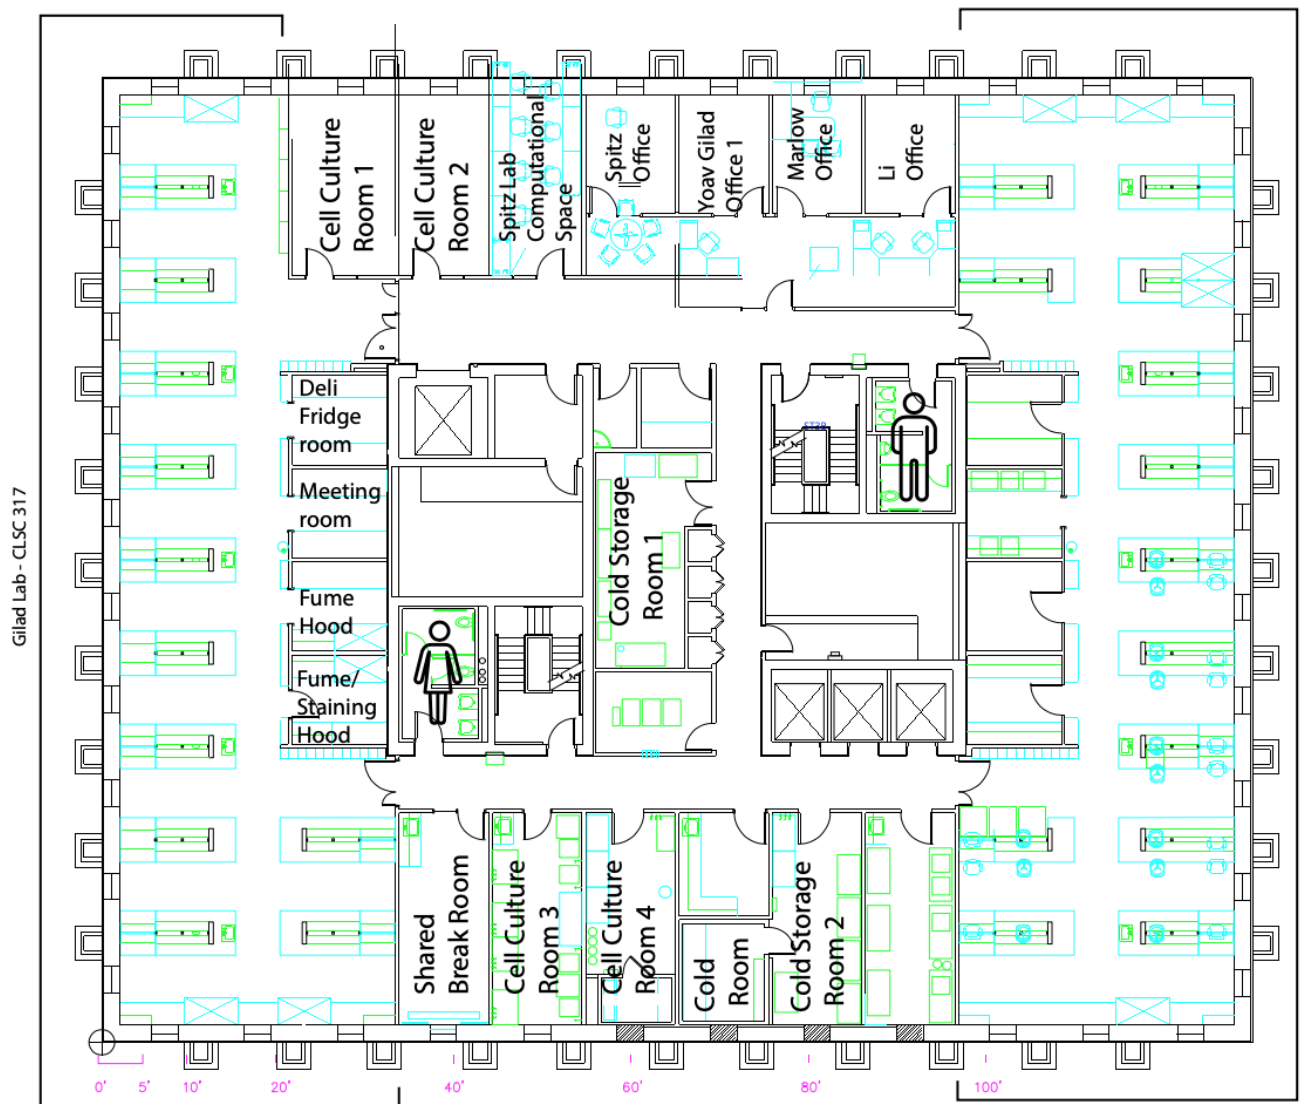 Cell Culture
Room 1
Cell Culture
Room 2
Spitz Lab
Computational
Space
Spitz
Office
Yoav Gilad
Office 1
Marlow
Office
Li
Office
Deli
Fridge
room
Meeting
room
Fume
Hood
Fume/
Staining
Hood
Cold Storage
Room 1
Gilad Lab - CLSC 317
Shared
Break Room
Cell Culture
Room 3
Cell Culture
Room 4
Cold
Room
Cold Storage
Room 2
0' 5' 10' 20' 40' 60' 80' 100'